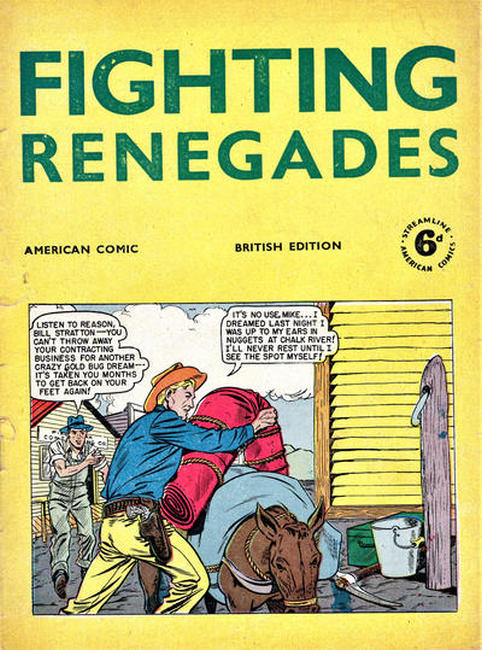 FIGHTING
RENEGADES
AMERICAN COMIC
BRITISH EDITION
STREAMLINE
6d
AMERICAN COMICS
LISTEN TO REASON,
BILL STRATTON—YOU
CAN'T THROW AWAY
YOUR CONTRACTING
BUSINESS FOR ANOTHER
CRAZY GOLD BUG DREAM—
IT'S TAKEN YOU MONTHS
TO GET BACK ON YOUR
FEET AGAIN!
IT'S NO USE, MIKE...I
DREAMED LAST NIGHT I
WAS UP TO MY EARS IN
NUGGETS AT CHALK RIVER!
I'LL NEVER REST UNTIL I
SEE THE SPOT MYSELF!